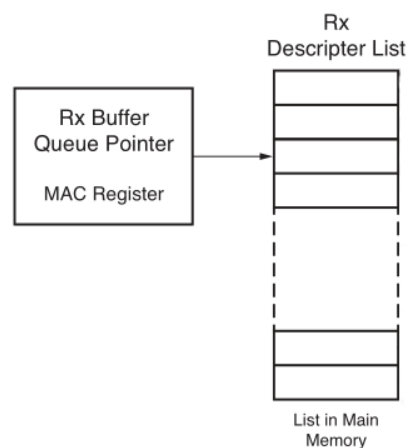 Rx
Descripter List
Rx Buffer
Queue Pointer
MAC Register
List in Main
Memory